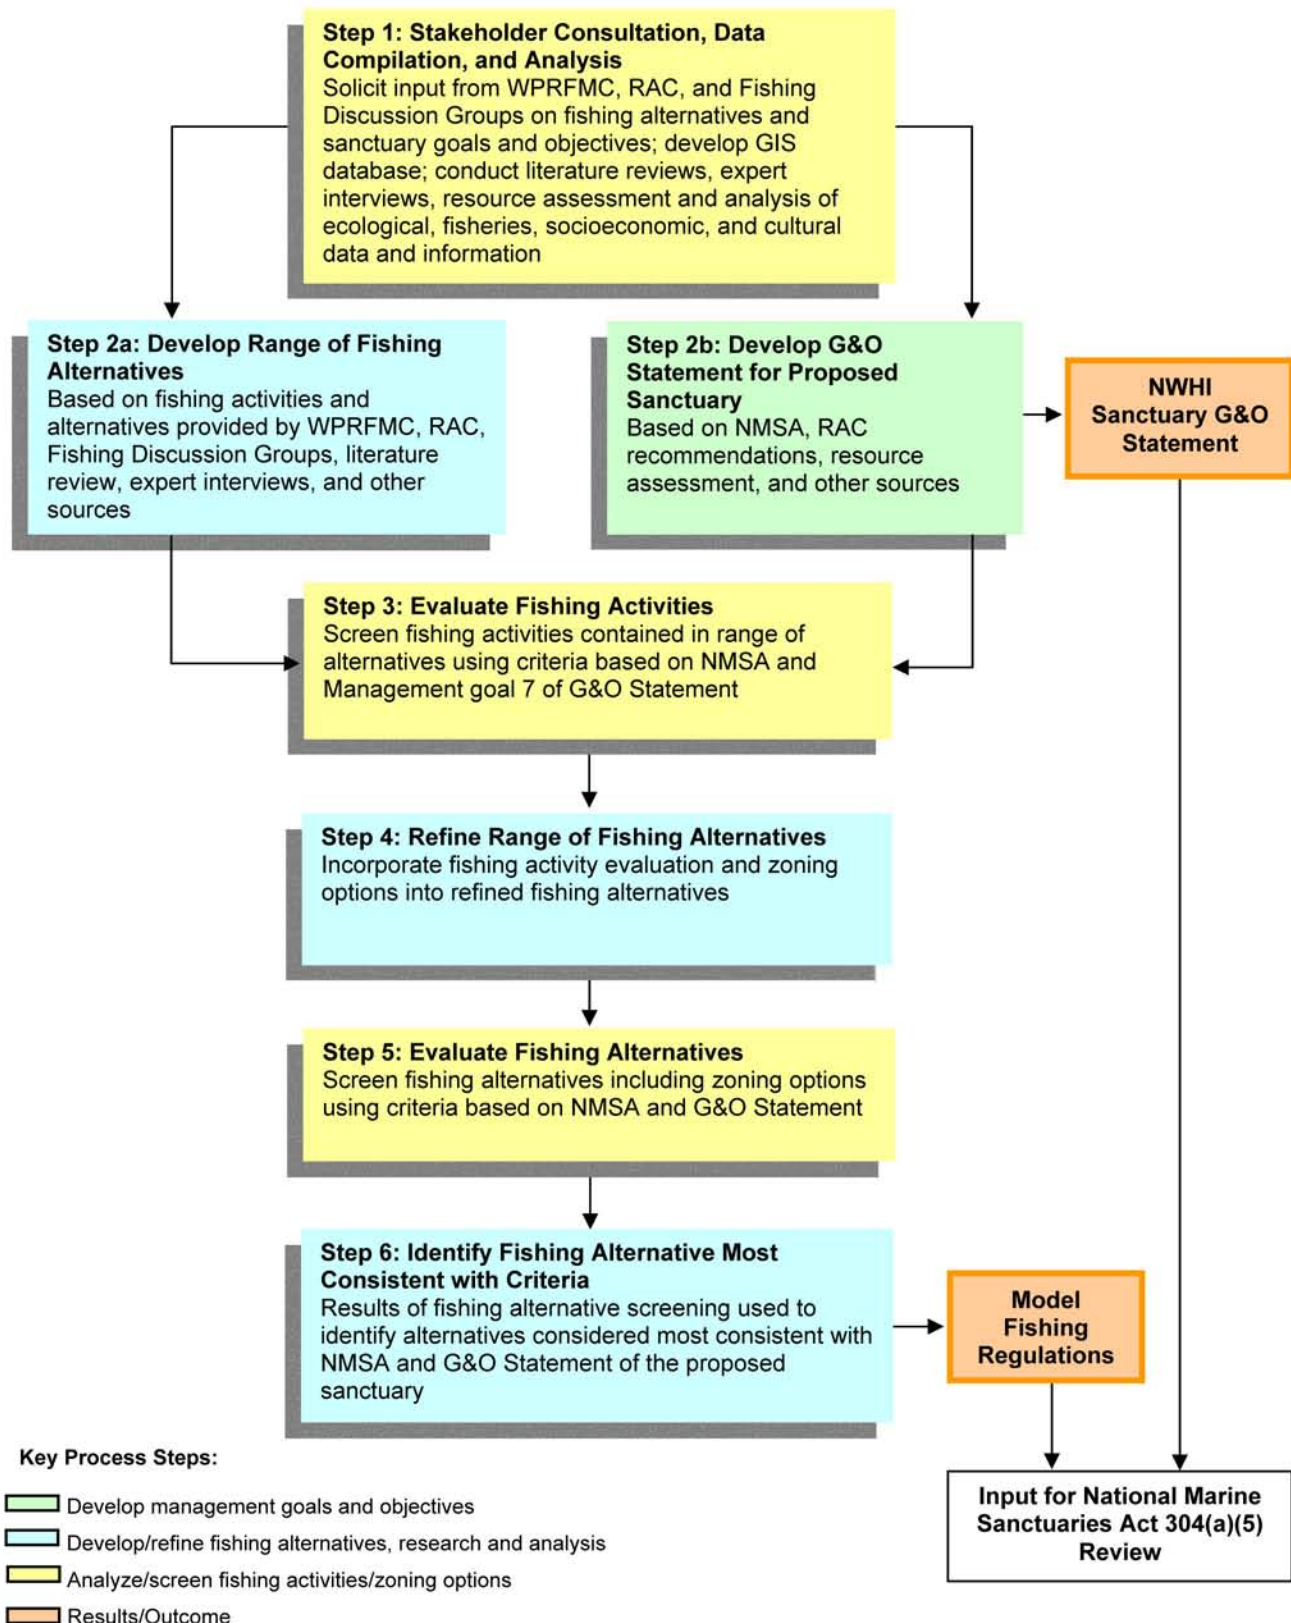 Step 1: Stakeholder Consultation, Data
Compilation, and Analysis
Solicit input from WPRFMC, RAC, and Fishing
Discussion Groups on fishing alternatives and
sanctuary goals and objectives; develop GIS
database; conduct literature reviews, expert
interviews, resource assessment and analysis of
ecological, fisheries, socioeconomic, and cultural
data and information
Step 2a: Develop Range of Fishing
Alternatives
Based on fishing activities and
alternatives provided by WPRFMC, RAC,
Fishing Discussion Groups, literature
review, expert interviews, and other
sources
Step 2b: Develop G&O
Statement for Proposed
Sanctuary
Based on NMSA, RAC
recommendations, resource
assessment, and other sources
NWHI
Sanctuary G&O
Statement
Step 3: Evaluate Fishing Activities
Screen fishing activities contained in range of
alternatives using criteria based on NMSA and
Management goal 7 of G&O Statement
Step 4: Refine Range of Fishing Alternatives
Incorporate fishing activity evaluation and zoning
options into refined fishing alternatives
Step 5: Evaluate Fishing Alternatives
Screen fishing alternatives including zoning options
using criteria based on NMSA and G&O Statement
Step 6: Identify Fishing Alternative Most
Consistent with Criteria
Results of fishing alternative screening used to
identify alternatives considered most consistent with
NMSA and G&O Statement of the proposed
sanctuary
Model
Fishing
Regulations
Input for National Marine
Sanctuaries Act 304(a)(5)
Review
Key Process Steps:
Develop management goals and objectives
Develop/refine fishing alternatives, research and analysis
Analyze/screen fishing activities/zoning options
Results/Outcome